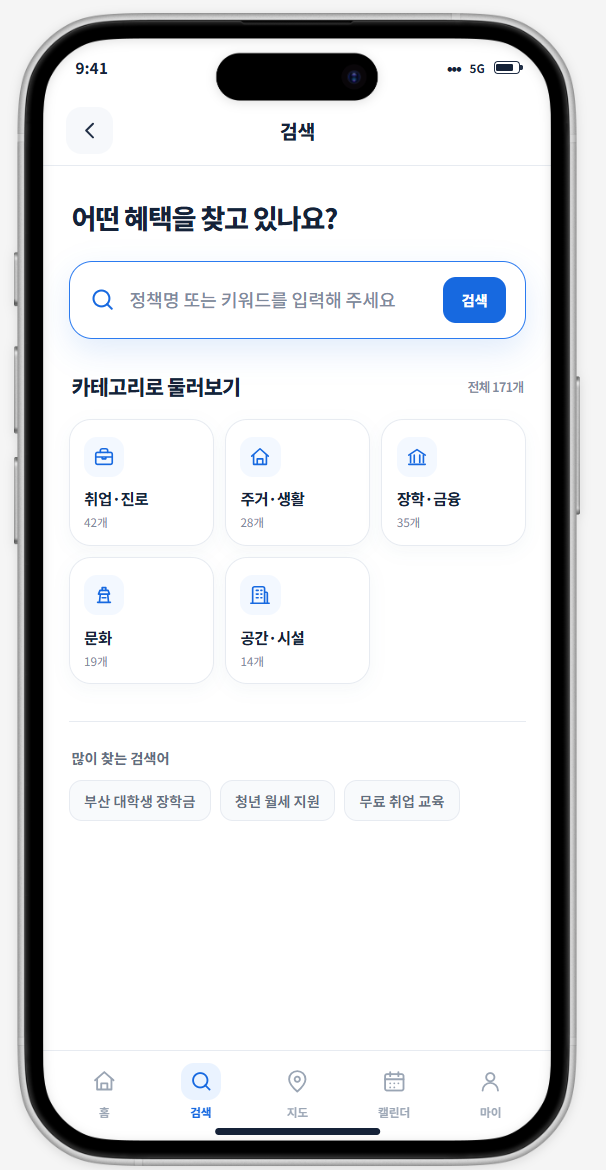 9:41
5G
검색
어떤 혜택을 찾고 있나요?
정책명 또는 키워드를 입력해 주세요
검색
카테고리로 둘러보기
전체 171개
취업·진로
42개
주거·생활
28개
장학·금융
35개
문화
19개
공간·시설
14개
많이 찾는 검색어
부산 대학생 장학금
청년 월세 지원
무료 취업 교육
홈
검색
지도
캘린더
마이